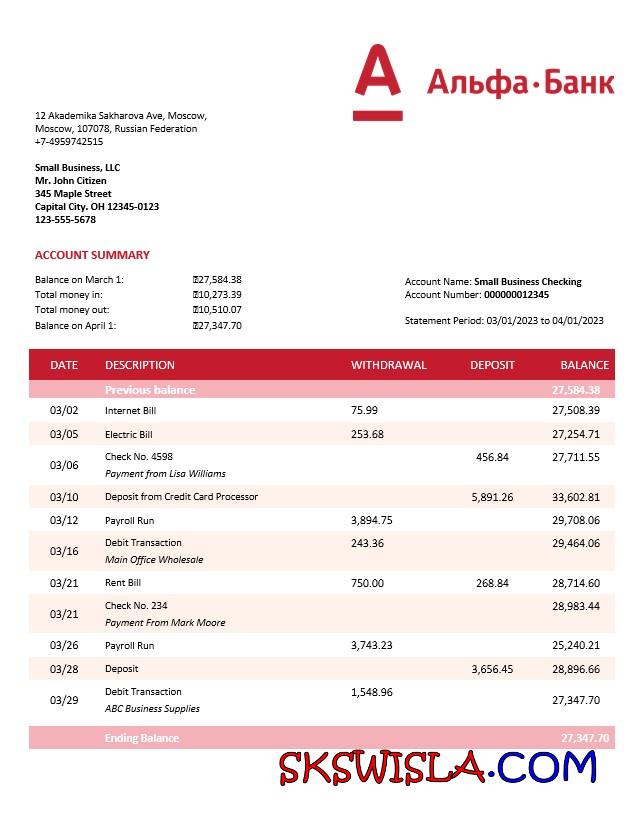 Альфа·Банк
12 Akademika Sakharova Ave, Moscow,
Moscow, 107078, Russian Federation
+7-4959742515
Small Business, LLC
Mr. John Citizen
345 Maple Street
Capital City. OH 12345-0123
123-555-5678
ACCOUNT SUMMARY
Balance on March 1: 27,584.38
Total money in: 10,273.39
Total money out: 10,510.07
Balance on April 1: 27,347.70
Account Name: Small Business Checking
Account Number: 000000012345
Statement Period: 03/01/2023 to 04/01/2023
DATE DESCRIPTION WITHDRAWAL DEPOSIT BALANCE
Previous balance 27,584.38
03/02 Internet Bill 75.99 27,508.39
03/05 Electric Bill 253.68 27,254.71
03/06 Check No. 4598 456.84 27,711.55
Payment from Lisa Williams
03/10 Deposit from Credit Card Processor 5,891.26 33,602.81
03/12 Payroll Run 3,894.75 29,708.06
03/16 Debit Transaction 243.36 29,464.06
Main Office Wholesale
03/21 Rent Bill 750.00 268.84 28,714.60
03/21 Check No. 234 28,983.44
Payment From Mark Moore
03/26 Payroll Run 3,743.23 25,240.21
03/28 Deposit 3,656.45 28,896.66
03/29 Debit Transaction 1,548.96 27,347.70
ABC Business Supplies
Ending Balance 27,347.70
SKSWISLA.COM